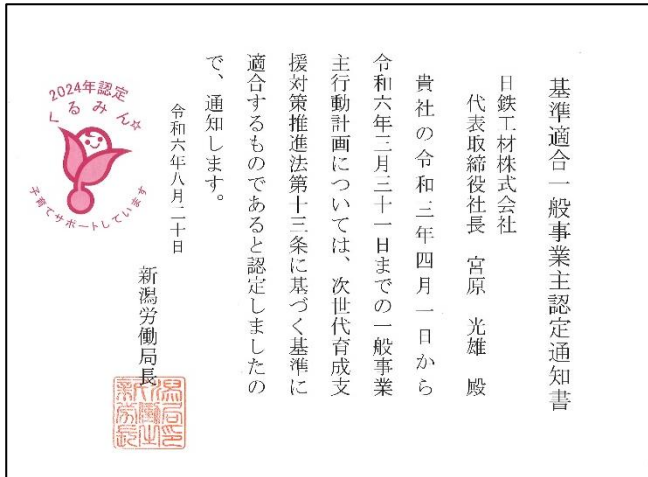 基準適合一般事業主認定通知書
日鉄工材株式会社
代表取締役社長 宮原 光雄 殿
貴社の令和三年四月一日から
令和六年三月三十一日までの一般事業
主行動計画については、次世代育成支
援対策推進法第十三条に基づく基準に
適合するものであると認定しましたの
で、通知します。
令和六年八月二十日
新潟労働局長
2024年認定
くるみん
子育てサポートしています